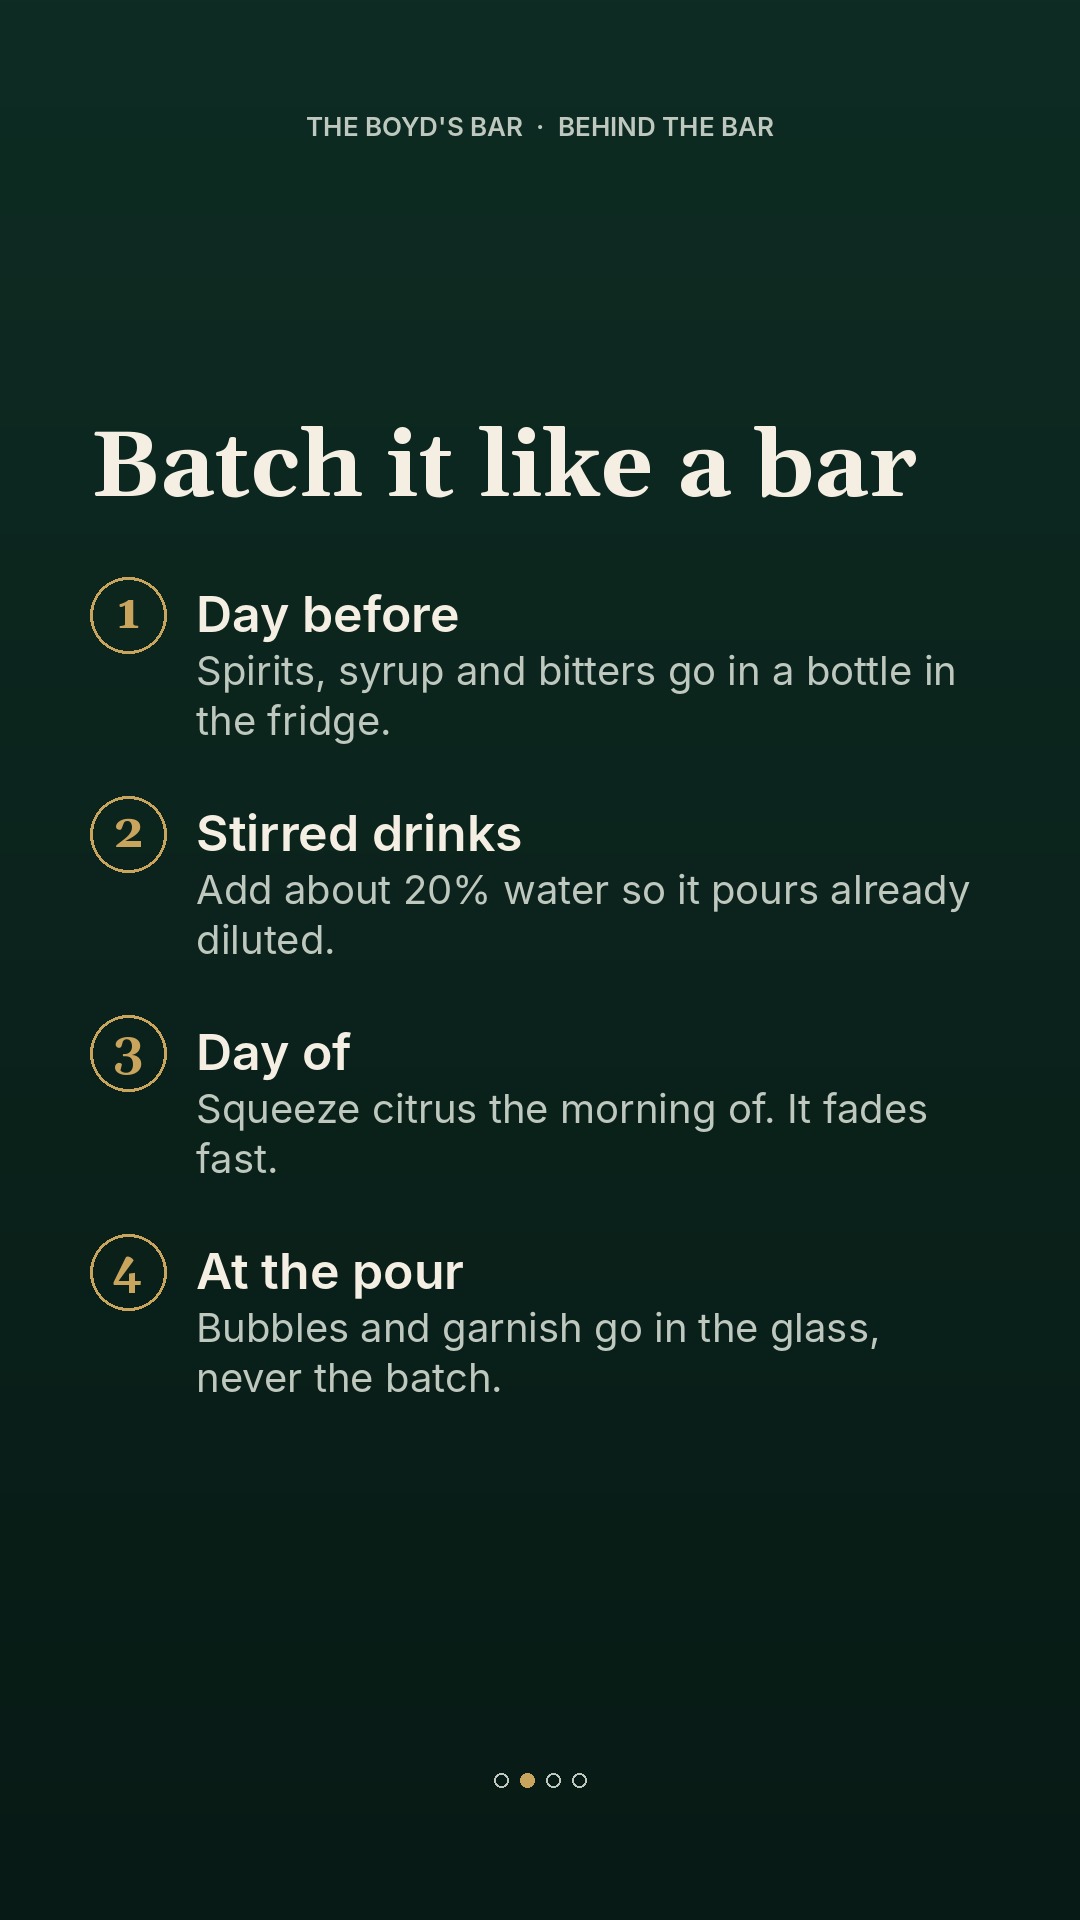 THE BOYD'S BAR · BEHIND THE BAR
Batch it like a bar
1 Day before
Spirits, syrup and bitters go in a bottle in
the fridge.
2 Stirred drinks
Add about 20% water so it pours already
diluted.
3 Day of
Squeeze citrus the morning of. It fades
fast.
4 At the pour
Bubbles and garnish go in the glass,
never the batch.